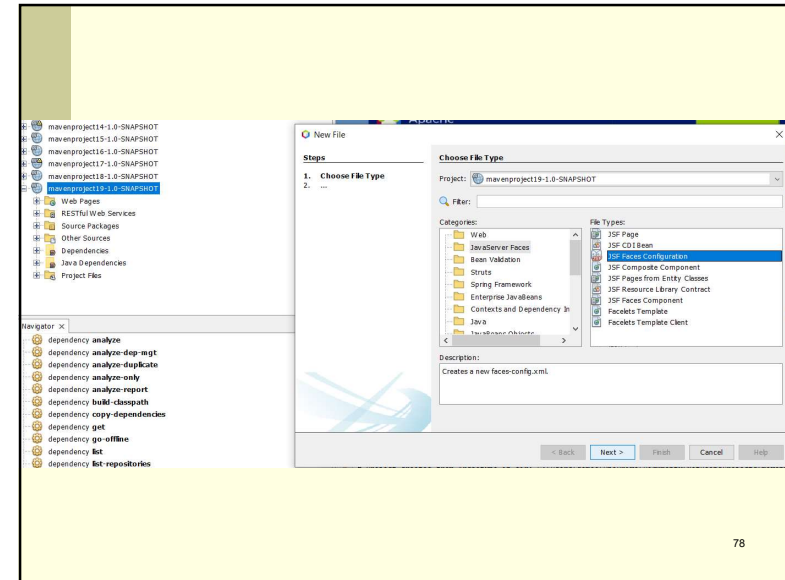 mavenproject14-1.0-SNAPSHOT
mavenproject15-1.0-SNAPSHOT
mavenproject16-1.0-SNAPSHOT
mavenproject17-1.0-SNAPSHOT
mavenproject18-1.0-SNAPSHOT
mavenproject19-1.0-SNAPSHOT
Web Pages
RESTful Web Services
Source Packages
Other Sources
Dependencies
Java Dependencies
Project Files
Navigator ×
dependency analyze
dependency analyze-dep-mgt
dependency analyze-duplicate
dependency analyze-only
dependency analyze-report
dependency build-classpath
dependency copy-dependencies
dependency get
dependency go-offline
dependency list
dependency list-repositories
New File
Steps
1. Choose File Type
2. ...
Choose File Type
Project: mavenproject19-1.0-SNAPSHOT
Filter:
Categories:
Web
JavaServer Faces
Bean Validation
Struts
Spring Framework
Enterprise JavaBeans
Contexts and Dependency In
Java
JavaBeans Objects
File Types:
JSF Page
JSF CDI Bean
JSF Faces Configuration
JSF Composite Component
JSF Pages from Entity Classes
JSF Resource Library Contract
JSF Faces Component
Facelets Template
Facelets Template Client
Description:
Creates a new faces-config.xml.
< Back Next > Finish Cancel Help
78